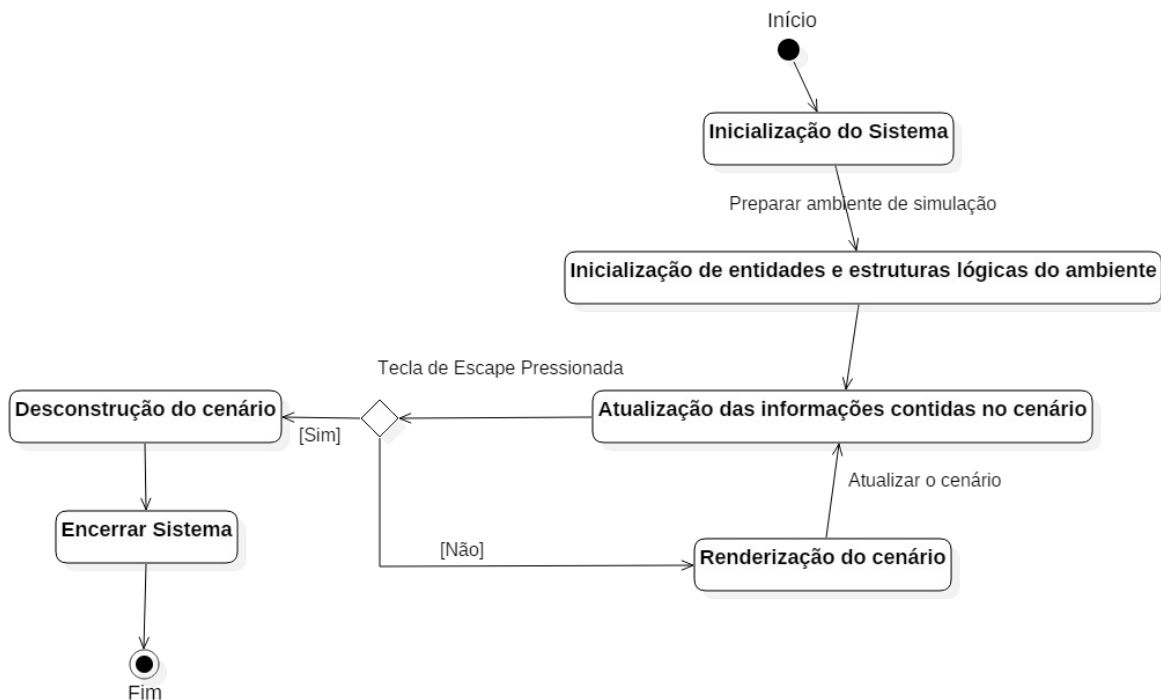 Início
Inicialização do Sistema
Preparar ambiente de simulação
Inicialização de entidades e estruturas lógicas do ambiente
Tecla de Escape Pressionada
Desconstrução do cenário
Atualização das informações contidas no cenário
[Sim]
Atualizar o cenário
Encerrar Sistema
[Não]
Renderização do cenário
Fim